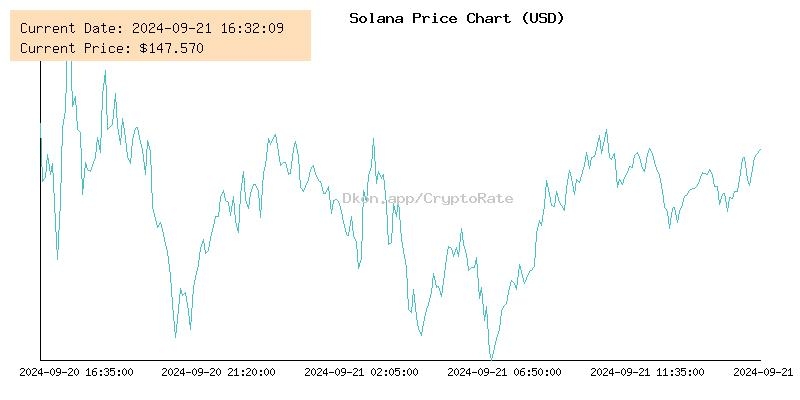 Solana Price Chart (USD)
Current Date: 2024-09-21 16:32:09
Current Price: $147.570
Dkon.app/CryptoRate
2024-09-20 16:35:00
2024-09-20 21:20:00
2024-09-21 02:05:00
2024-09-21 06:50:00
2024-09-21 11:35:00
2024-09-21